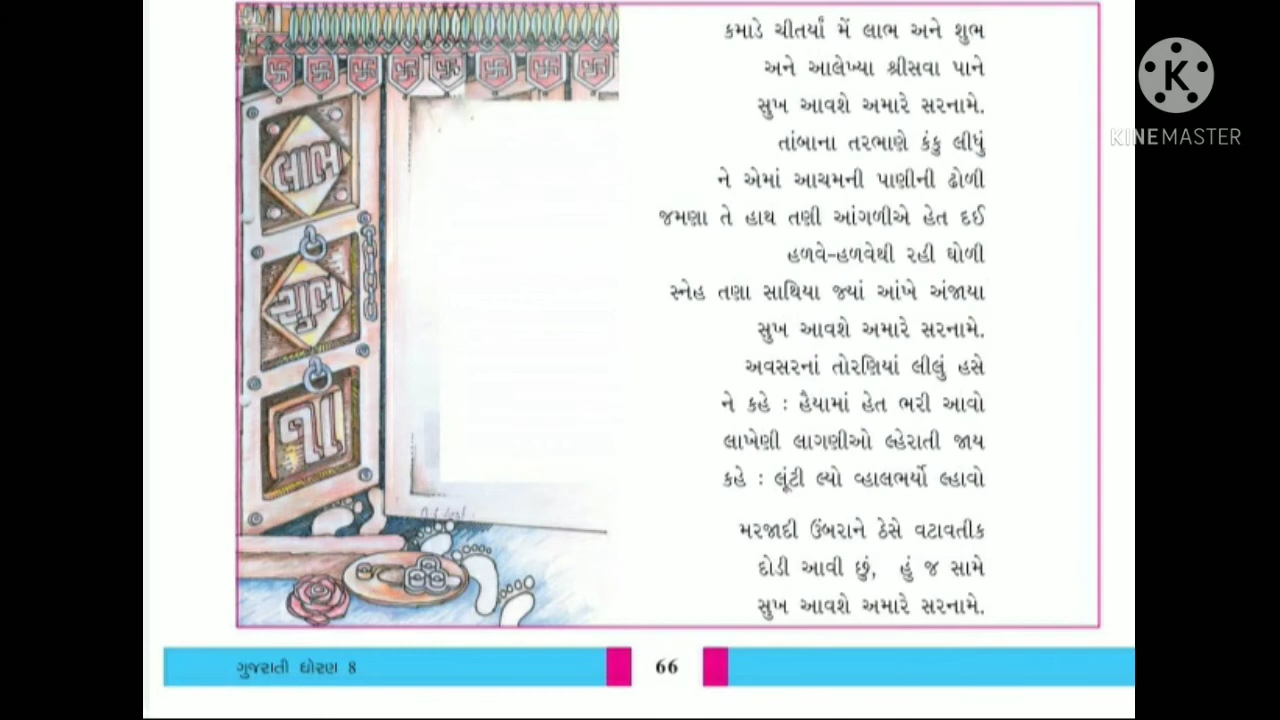 કમાડે ચીતર્યાં મેં લાભ અને શુભ
અને આલેખ્યા શ્રીસવા પાને
સુખ આવશે અમારે સરનામે.
તાંબાના તરભાણે કંકુ લીધું
ને એમાં આચમની પાણીની ઢોળી
જમણા તે હાથ તણી આંગળીએ હેત દઈ
હળવે-હળવેથી રહી ઘોળી
સ્નેહ તણા સાથિયા જ્યાં આંખે અંજાયા
સુખ આવશે અમારે સરનામે.
અવસરનાં તોરણિયાં લીલું હસે
ને કહે : હૈયામાં હેત ભરી આવો
લાખેણી લાગણીઓ લ્હેરાતી જાય
કહે : લૂંટી લ્યો વ્હાલભર્યો લ્હાવો
મરજાદી ઉંબરાને ઠેસે વટાવતીક
દોડી આવી છું, હું જ સામે
સુખ આવશે અમારે સરનામે.
લાભ
શુભ
૧ા
ગુજરાતી ધોરણ 8
66
KINEMASTER